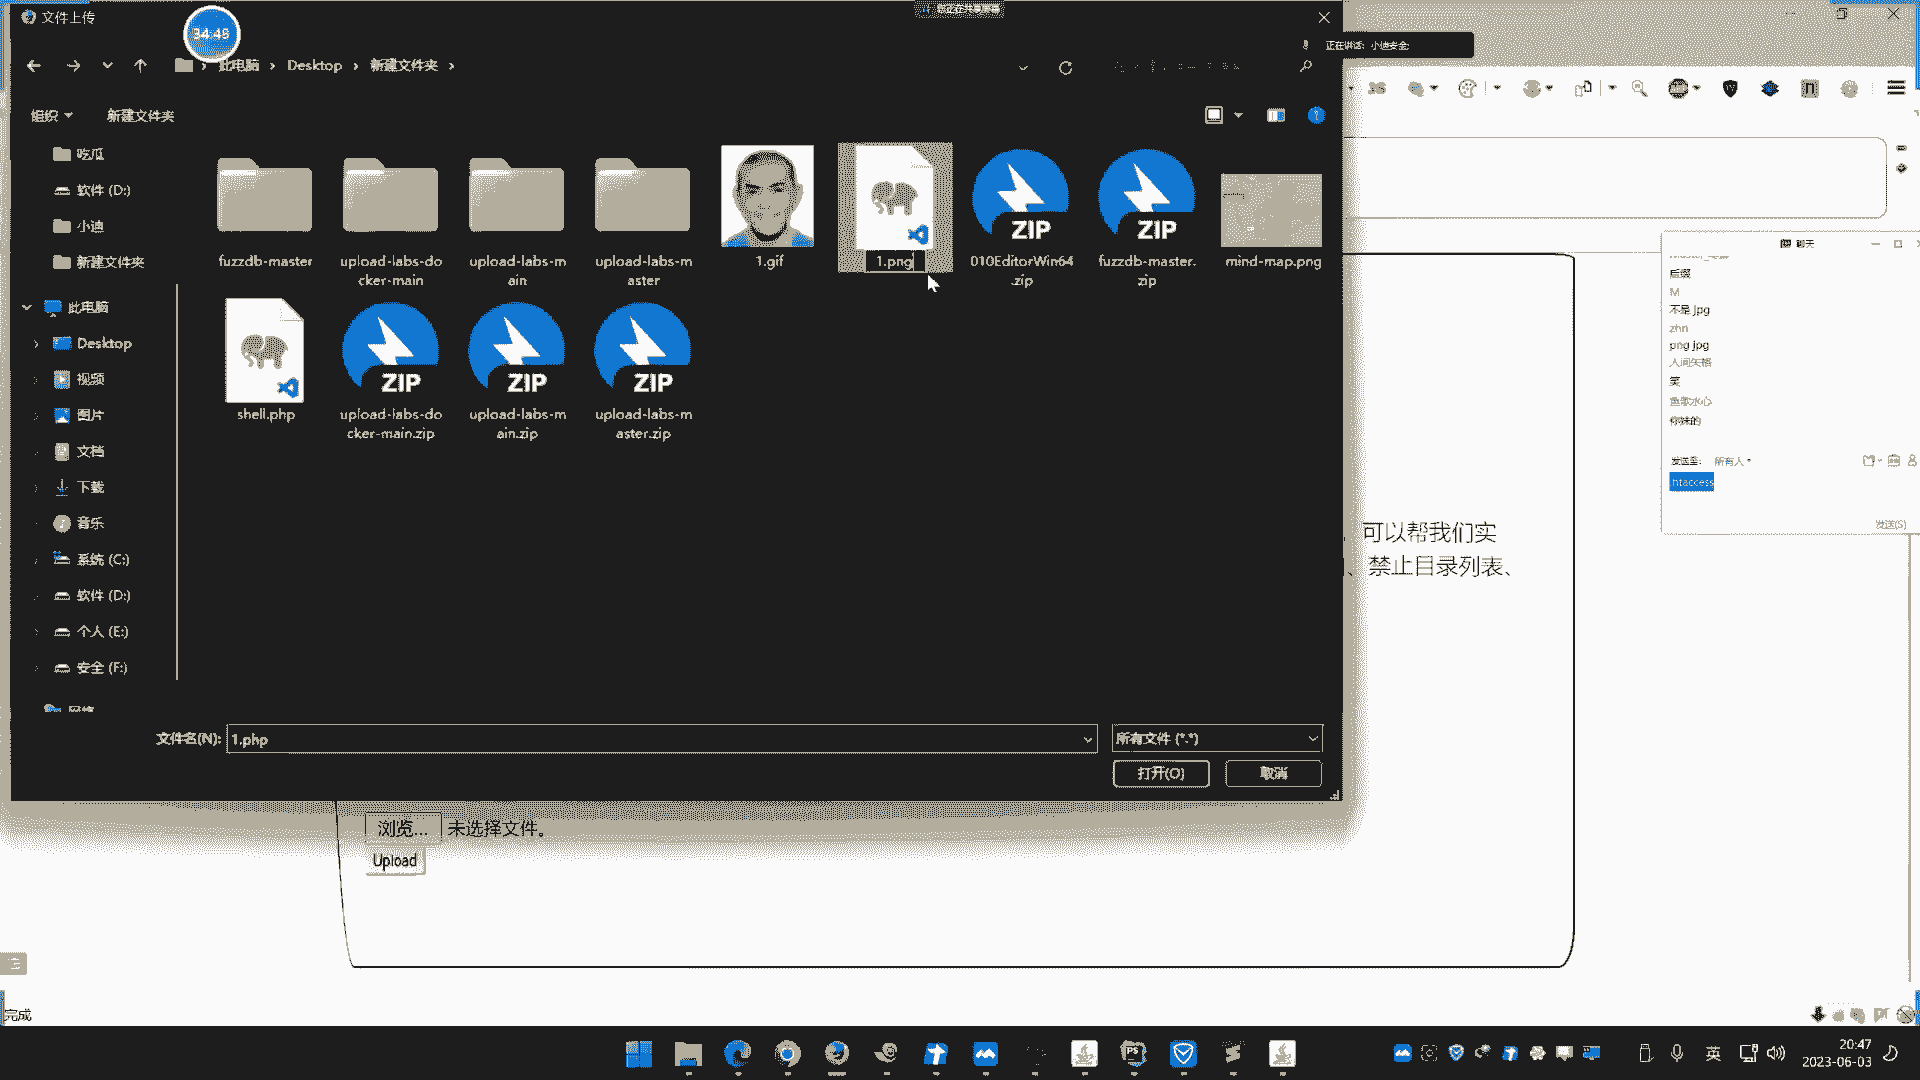 文件上传
34:48
正在讲话: 小迪安全;
此电脑 › Desktop › 新建文件夹 ›
组织
新建文件夹
吃瓜
软件 (D:)
小迪
新建文件夹
此电脑
Desktop
视频
图片
文档
下载
音乐
系统 (C:)
软件 (D:)
个人 (E:)
安全 (F:)
fuzzdb-master
upload-labs-do
cker-main
upload-labs-m
ain
upload-labs-m
aster
1.gif
1.png
010EditorWin64
.zip
fuzzdb-master.
zip
mind-map.png
ZIP
ZIP
shell.php
upload-labs-do
cker-main.zip
upload-labs-m
ain.zip
upload-labs-m
aster.zip
ZIP
ZIP
ZIP
文件名(N):
1.php
所有文件 (*.*)
打开(O)
取消
聊天
后缀
M
不是 jpg
zhn
png jpg
人间失格
笑
鱼歌水心
你妹的
发送至: 所有人
.htaccess
发送(S)
可以帮我们实
、禁止目录列表、
浏览... 未选择文件。
Upload
完成
英
20:47
2023-06-03